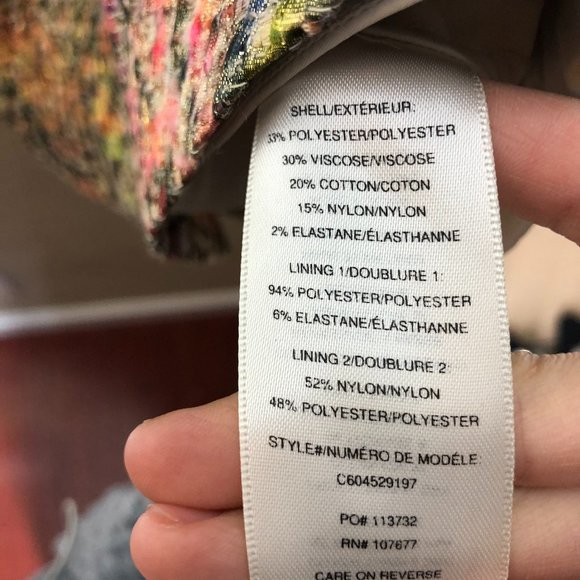 SHELL/EXTÉRIEUR:
33% POLYESTER/POLYESTER
30% VISCOSE/VISCOSE
20% COTTON/COTON
15% NYLON/NYLON
2% ELASTANE/ÉLASTHANNE
LINING 1/DOUBLURE 1:
94% POLYESTER/POLYESTER
6% ELASTANE/ÉLASTHANNE
LINING 2/DOUBLURE 2:
52% NYLON/NYLON
48% POLYESTER/POLYESTER
STYLE#/NUMÉRO DE MODÉLE:
C604529197
PO# 113732
RN# 107677
CARE ON REVERSE